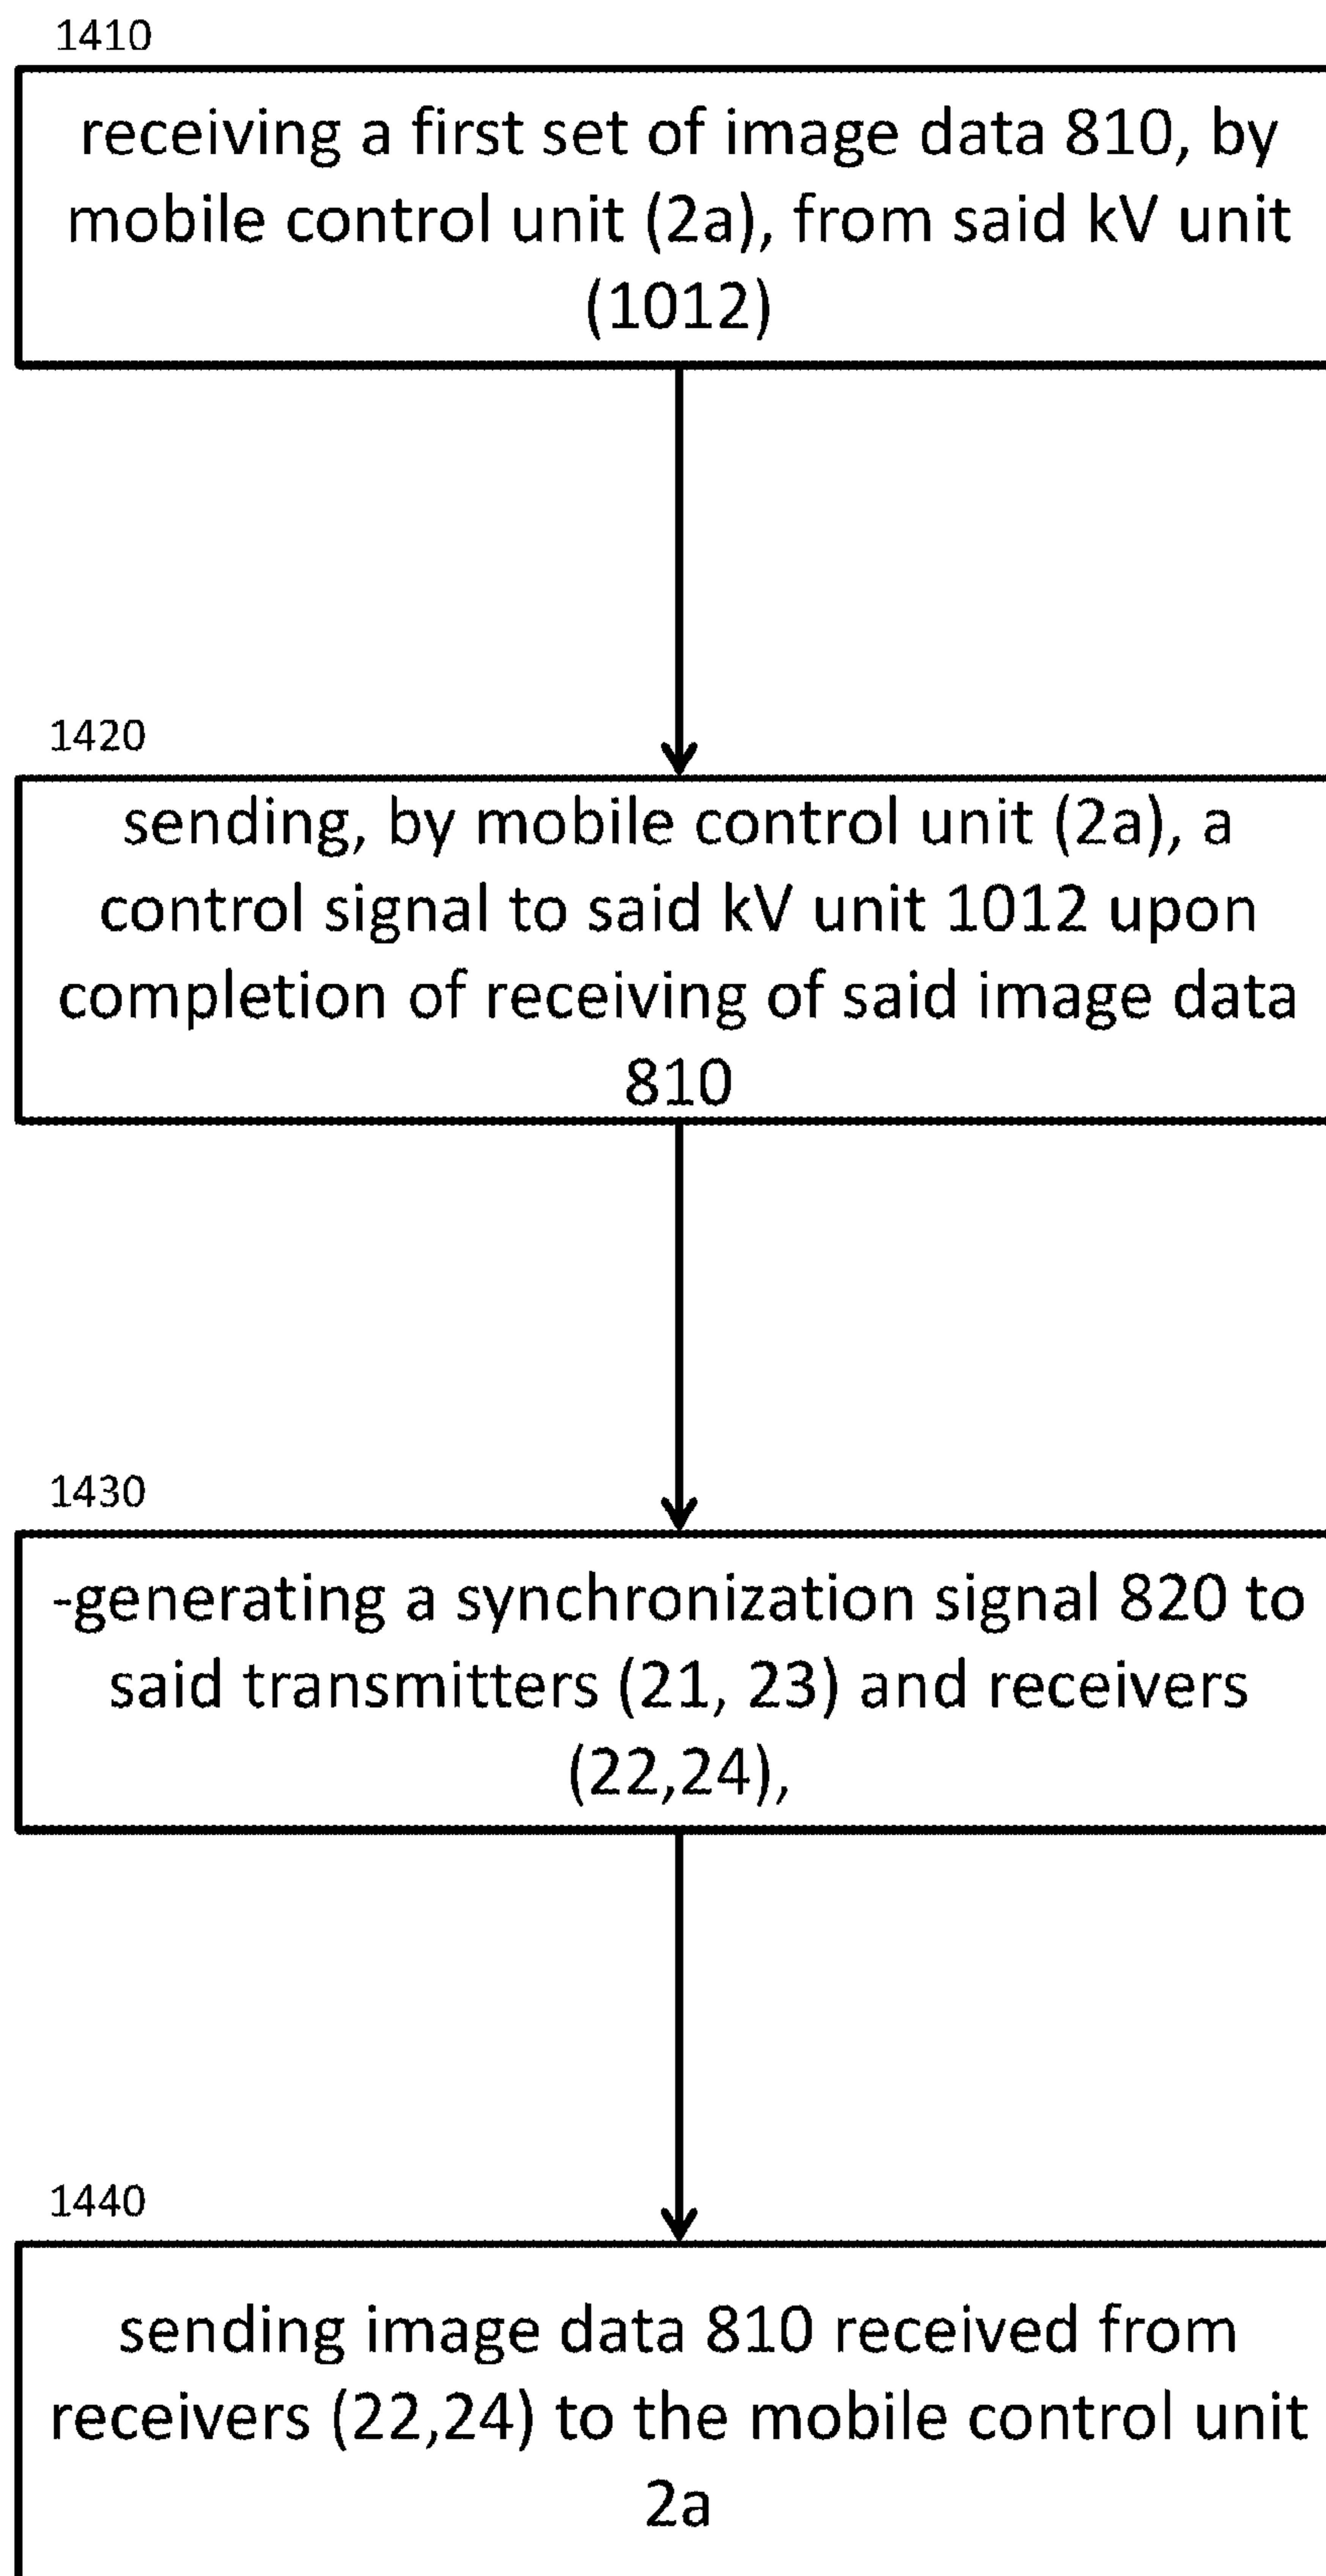 1410
receiving a first set of image data 810, by
mobile control unit (2a), from said kV unit
(1012)
1420
sending, by mobile control unit (2a), a
control signal to said kV unit 1012 upon
completion of receiving of said image data
810
1430
-generating a synchronization signal 820 to
said transmitters (21, 23) and receivers
(22,24),
1440
sending image data 810 received from
receivers (22,24) to the mobile control unit
2a